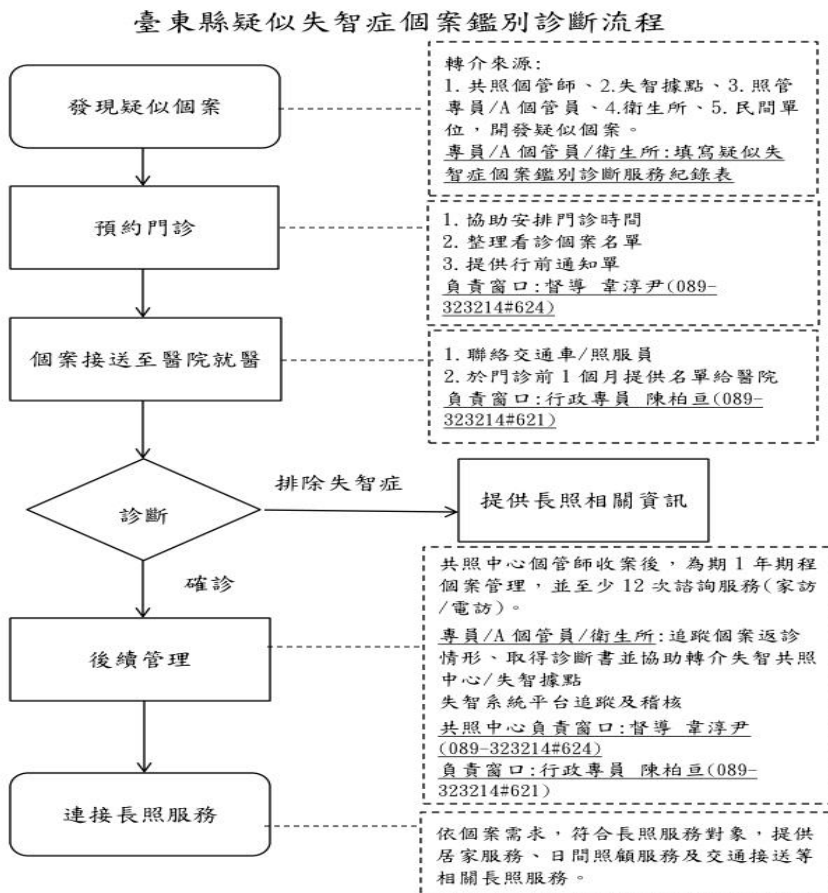 臺東縣疑似失智症個案鑑別診斷流程
發現疑似個案
轉介來源:
1. 共照個管師、2.失智據點、3. 照管
專員/A 個管員、4.衛生所、5. 民間單
位，開發疑似個案。
專員/A 個管員/衛生所:填寫疑似失
智症個案鑑別診斷服務紀錄表
預約門診
1. 協助安排門診時間
2. 整理看診個案名單
3. 提供行前通知單
負責窗口:督導 韋淳尹(089-
323214#624)
個案接送至醫院就醫
1. 聯絡交通車/照服員
2. 於門診前 1 個月提供名單給醫院
負責窗口:行政專員 陳柏亘(089-
323214#621)
診斷
排除失智症
提供長照相關資訊
確診
後續管理
共照中心個管師收案後，為期 1 年期程
個案管理，並至少 12 次諮詢服務(家訪
/電訪)。
專員/A 個管員/衛生所:追蹤個案返診
情形、取得診斷書並協助轉介失智共照
中心/失智據點
失智系統平台追蹤及稽核
共照中心負責窗口:督導 韋淳尹
(089-323214#624)
負責窗口:行政專員 陳柏亘(089-
323214#621)
連接長照服務
依個案需求，符合長照服務對象，提供
居家服務、日間照顧服務及交通接送等
相關長照服務。